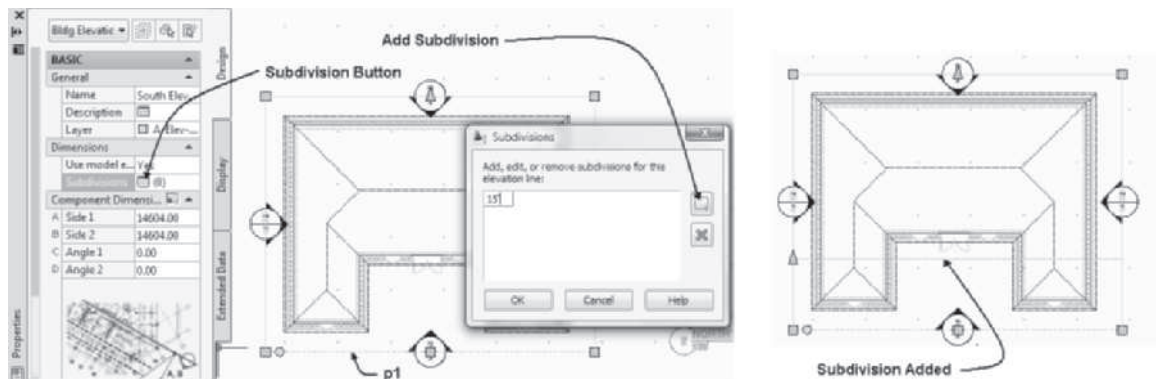 Bldg Elevatic
BASIC
General
Name South Elev...
Description
Layer A-Elev-...
Dimensions
Use model e... Yes
Subdivisions (0)
Component Dimensi...
A Side 1 14604.00
B Side 2 14604.00
C Angle 1 0.00
D Angle 2 0.00
A, B
Properties
Design
Display
Extended Data
Subdivision Button
Add Subdivision
Subdivisions
Add, edit, or remove subdivisions for this
elevation line:
15'
OK Cancel Help
p1
Subdivision Added